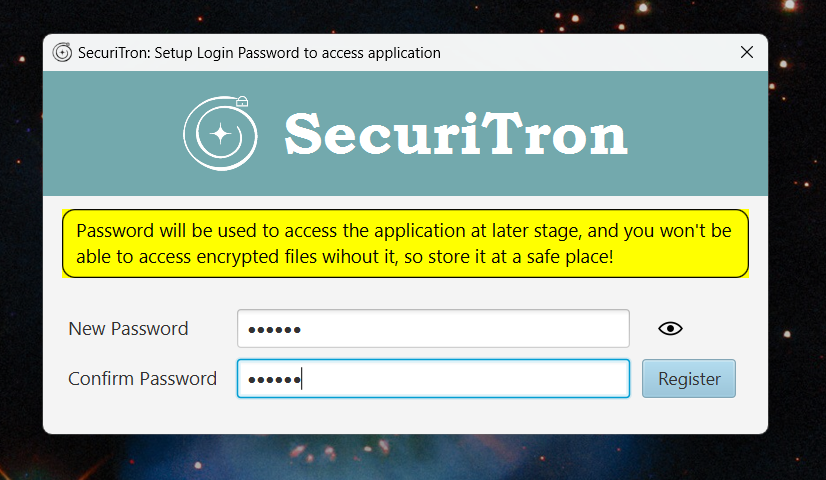 SecuriTron: Setup Login Password to access application
SecuriTron
Password will be used to access the application at later stage, and you won't be
able to access encrypted files wihout it, so store it at a safe place!
New Password ••••••
Confirm Password •••••• Register